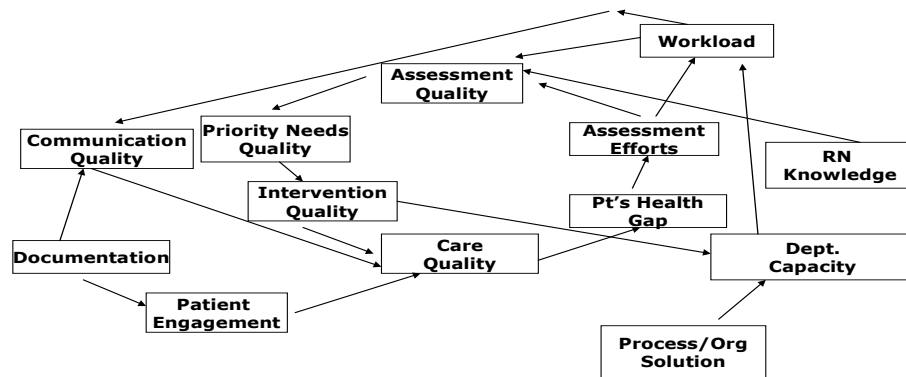 Workload
Assessment
Quality
Communication
Quality
Priority Needs
Quality
Assessment
Efforts
RN
Knowledge
Intervention
Quality
Pt's Health
Gap
Documentation
Care
Quality
Dept.
Capacity
Patient
Engagement
Process/Org
Solution